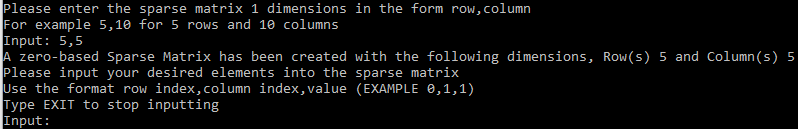 Please enter the sparse matrix 1 dimensions in the form row,column
For example 5,10 for 5 rows and 10 columns
Input: 5,5
A zero-based Sparse Matrix has been created with the following dimensions, Row(s) 5 and Column(s) 5
Please input your desired elements into the sparse matrix
Use the format row index,column index,value (EXAMPLE 0,1,1)
Type EXIT to stop inputting
Input: